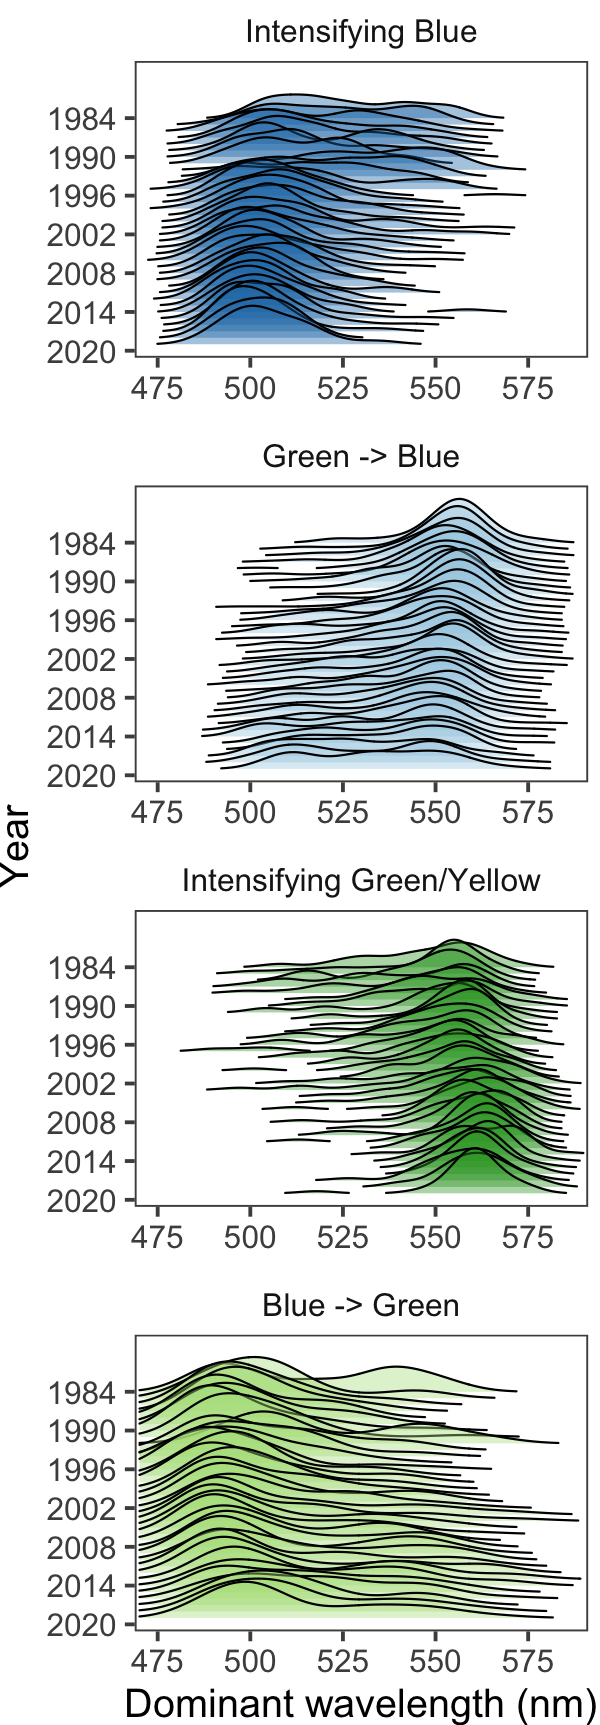 Intensifying Blue
1984
1990
1996
2002
2008
2014
2020
475 500 525 550 575
Green -> Blue
1984
1990
1996
2002
2008
2014
2020
475 500 525 550 575
Year
Intensifying Green/Yellow
1984
1990
1996
2002
2008
2014
2020
475 500 525 550 575
Blue -> Green
1984
1990
1996
2002
2008
2014
2020
475 500 525 550 575
Dominant wavelength (nm)